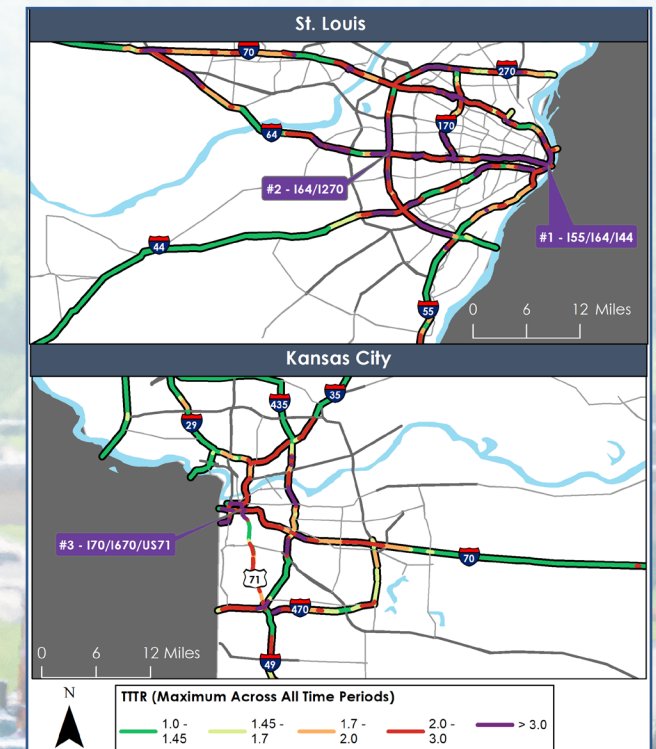 St. Louis
70
270
170
64
#2 - I64/I270
#1 - I55/I64/I44
44
55
0 6 12 Miles
Kansas City
35
435
29
#3 - I70/I670/US71
70
71
470
0 6 12 Miles
49
N
TTTR (Maximum Across All Time Periods)
1.0 - 1.45 - 1.7 - 2.0 - > 3.0
1.45 1.7 2.0 3.0